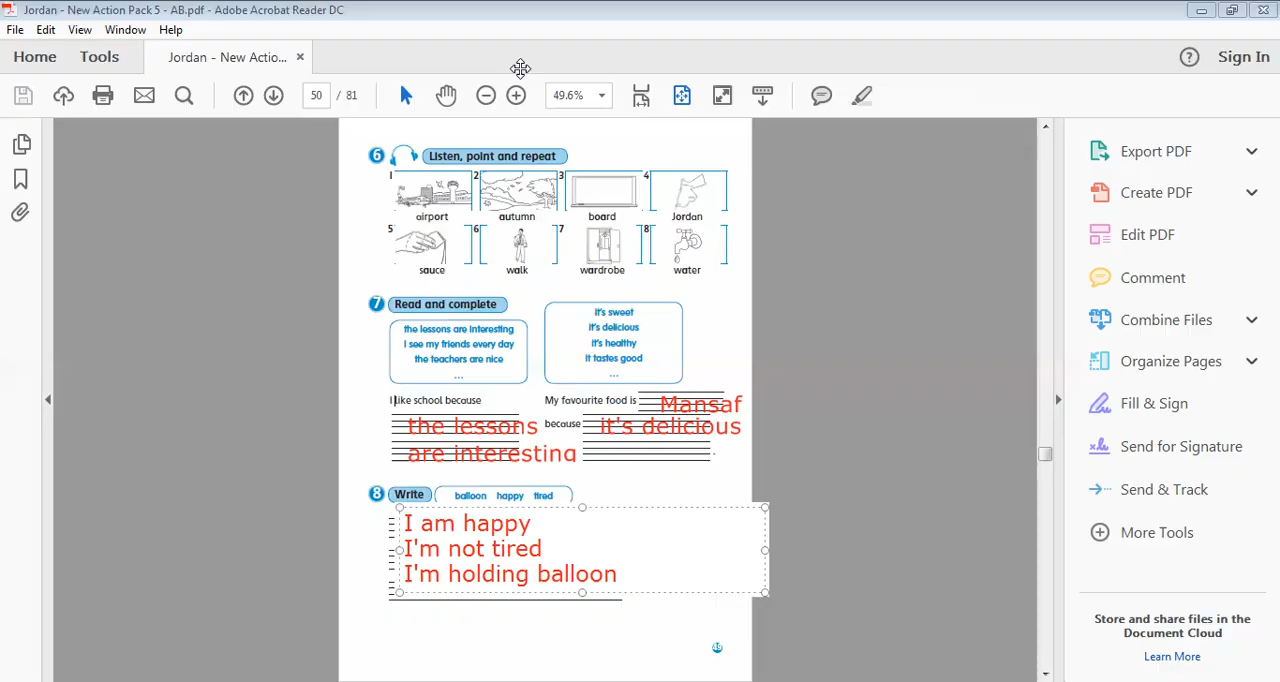 Jordan - New Action Pack 5 - AB.pdf - Adobe Acrobat Reader DC
File Edit View Window Help
Home Tools Jordan - New Actio... × ? Sign In
50 / 81 49.6%
6 Listen, point and repeat
1 2 3 4
airport autumn board Jordan
5 6 7 8
sauce walk wardrobe water
7 Read and complete
the lessons are interesting
I see my friends every day
the teachers are nice
...
It's sweet
It's delicious
It's healthy
It tastes good
...
I like school because
the lessons
are interesting
My favourite food is Mansaf
because it's delicious
8 Write balloon happy tired
I am happy
I'm not tired
I'm holding balloon
49
Export PDF
Create PDF
Edit PDF
Comment
Combine Files
Organize Pages
Fill & Sign
Send for Signature
Send & Track
More Tools
Store and share files in the
Document Cloud
Learn More